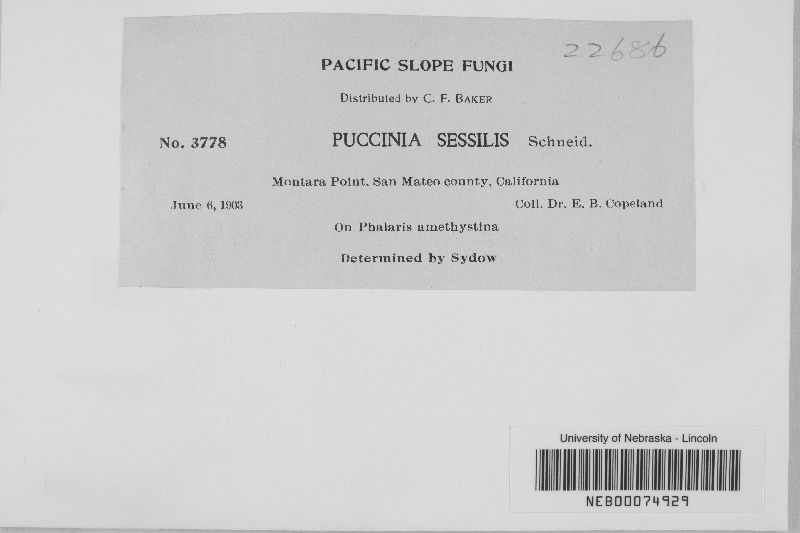 22686
PACIFIC SLOPE FUNGI
Distributed by C. F. BAKER
No. 3778 PUCCINIA SESSILIS Schneid.
Montara Point, San Mateo county, California
June 6, 1903 Coll. Dr. E. B. Copeland
On Phalaris amethystina
Determined by Sydow
University of Nebraska - Lincoln
NEB00074929